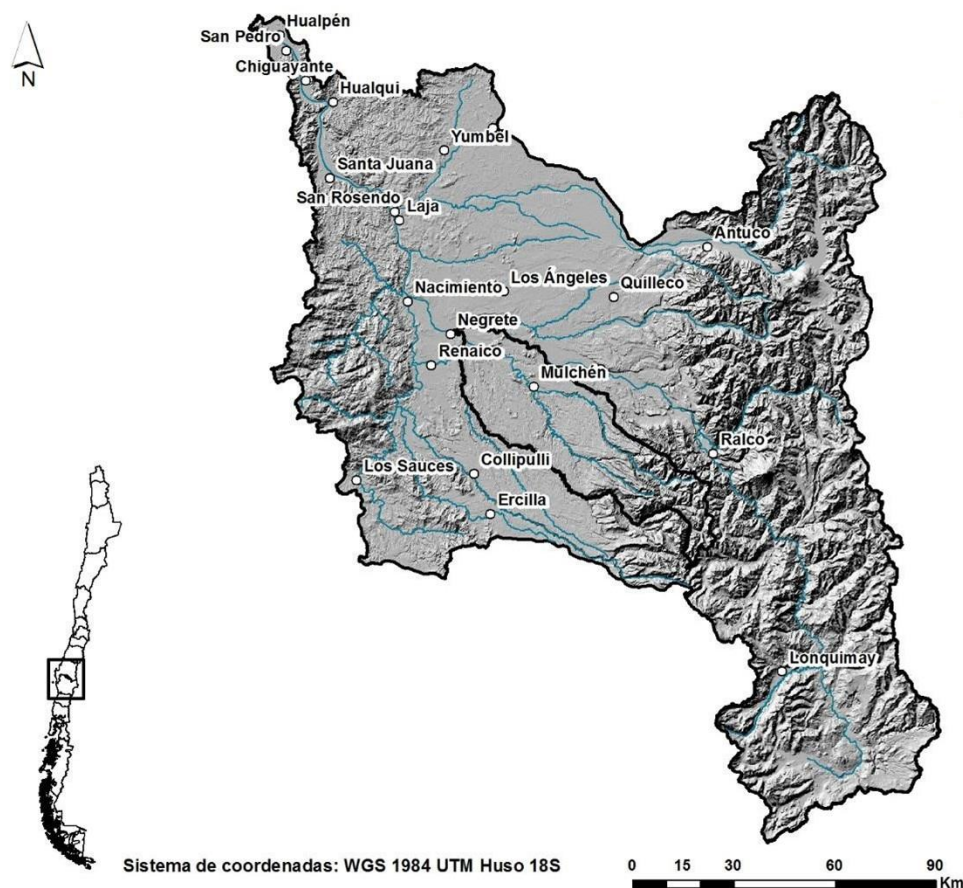 Hualpén
San Pedro
Chiguayante
Hualqui
Yumbel
Santa Juana
San Rosendo
Laja
Antuco
Los Ángeles
Quilleco
Nacimiento
Negrete
Renaico
Mulchén
Ralco
Los Sauces
Collipulli
Ercilla
Lonquimay
N
Sistema de coordenadas: WGS 1984 UTM Huso 18S
0 15 30 60 90
Km